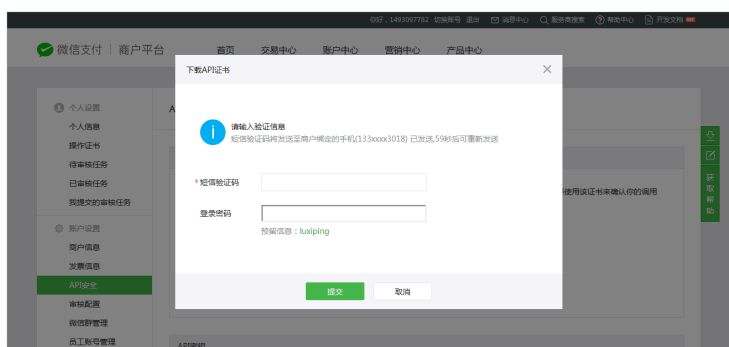 你好，1493097782 切换账号 退出 消息中心 服务商搜索 帮助中心 开发文档
微信支付 | 商户平台 首页 交易中心 账户中心 营销中心 产品中心
下载API证书
个人设置
个人信息
操作证书
待审核任务
已审核任务
我提交的审核任务
账户设置
商户信息
发票信息
API安全
审核配置
微信群管理
员工账号管理
请输入验证信息
短信验证码将发送至商户绑定的手机(133xxxx3018) 已发送,59秒后可重新发送
*短信验证码
登录密码
预留信息：luxiping
提交 取消
使用该证书来确认你的调用
获取帮助
API密钥